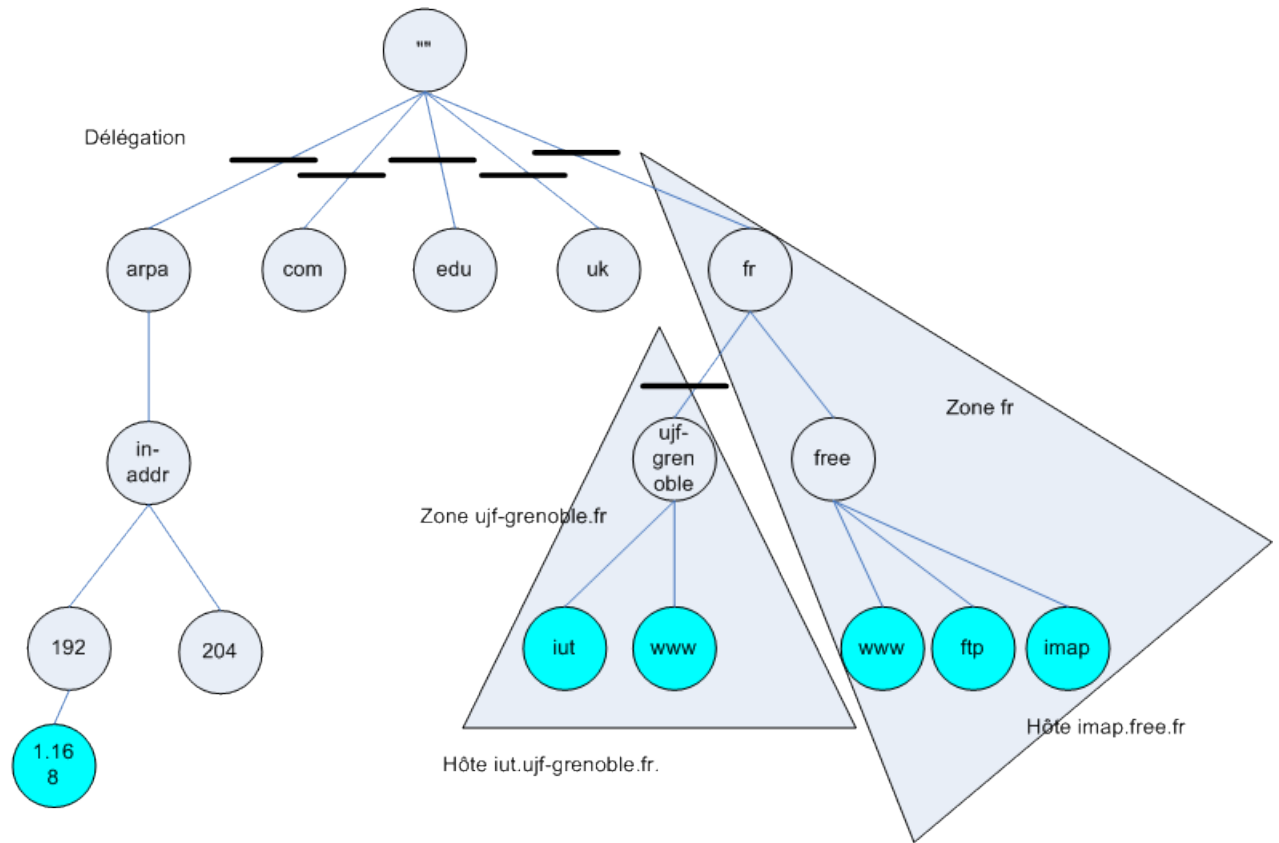 ""
Délégation
arpa
com
edu
uk
fr
Zone fr
in-
addr
ujf-
gren
oble
free
Zone ujf-grenoble.fr
192
204
iut
www
www
ftp
imap
Hôte imap.free.fr
1.16
8
Hôte iut.ujf-grenoble.fr.